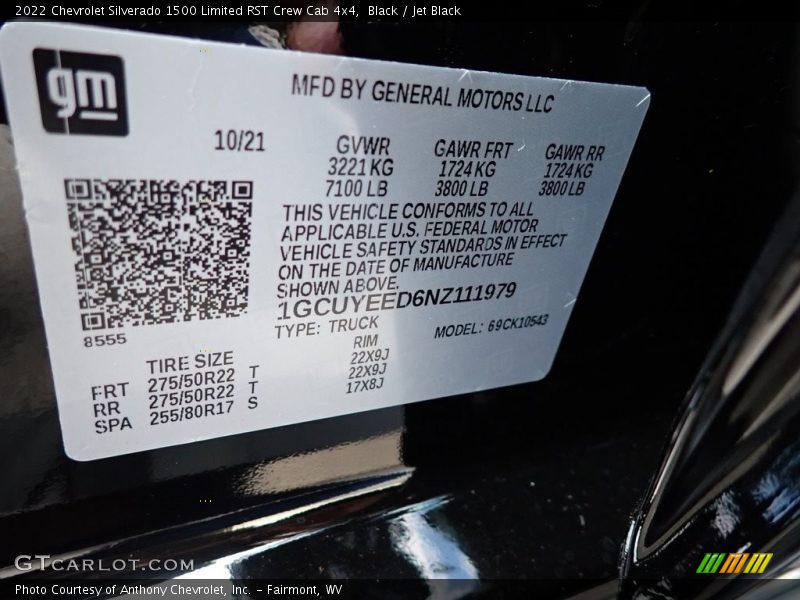 2022 Chevrolet Silverado 1500 Limited RST Crew Cab 4x4, Black / Jet Black
gm
MFD BY GENERAL MOTORS LLC
10/21 GVWR GAWR FRT GAWR RR
3221 KG 1724 KG 1724 KG
7100 LB 3800 LB 3800 LB
THIS VEHICLE CONFORMS TO ALL
APPLICABLE U.S. FEDERAL MOTOR
VEHICLE SAFETY STANDARDS IN EFFECT
ON THE DATE OF MANUFACTURE
SHOWN ABOVE.
1GCUYEED6NZ111979
8555
TYPE: TRUCK MODEL: 69CK10543
TIRE SIZE RIM
FRT 275/50R22 T 22X9J
RR 275/50R22 T 22X9J
SPA 255/80R17 S 17X8J
GTCARLOT.COM
Photo Courtesy of Anthony Chevrolet, Inc. – Fairmont, WV